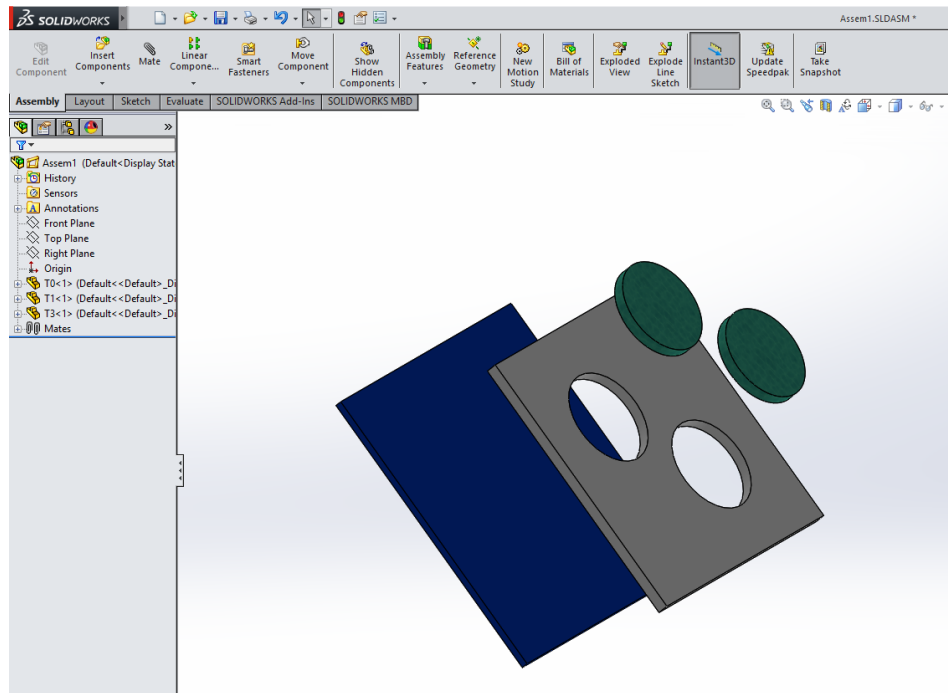 SOLIDWORKS
Assem1.SLDASM *
Edit Component
Insert Components
Mate
Linear Compone...
Smart Fasteners
Move Component
Show Hidden Components
Assembly Features
Reference Geometry
New Motion Study
Bill of Materials
Exploded View
Explode Line Sketch
Instant3D
Update Speedpak
Take Snapshot
Assembly Layout Sketch Evaluate SOLIDWORKS Add-Ins SOLIDWORKS MBD
Assem1 (Default<Display Stat
History
Sensors
Annotations
Front Plane
Top Plane
Right Plane
Origin
T0<1> (Default<<Default>_Di
T1<1> (Default<<Default>_Di
T3<1> (Default<<Default>_Di
Mates